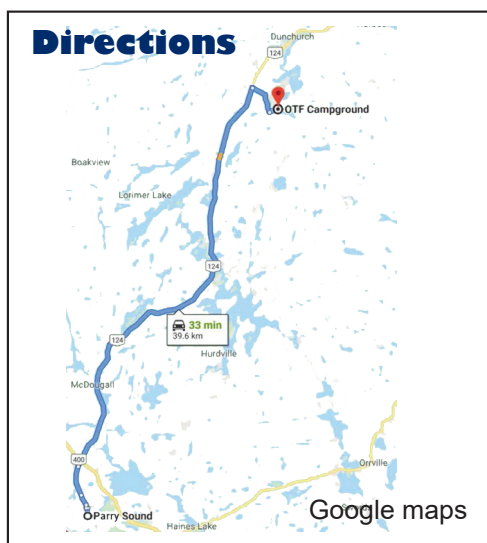 Directions
Dunchurch
124
OTF Campground
Boakview
Lorimer Lake
124
33 min
39.6 km
124
Hurdville
McDougall
400
Orrville
Parry Sound
Google maps
Haines Lake